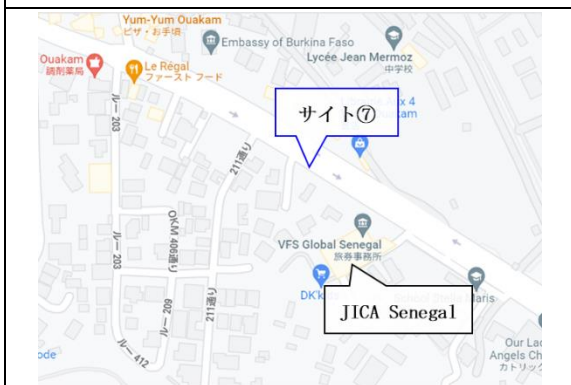 Yum-Yum Ouakam
ピザ・お手頃
Embassy of Burkina Faso
Lycée Jean Mermoz
中学校
Ouakam
調剤薬局
Le Régal
ファースト フード
サイト⑦
4
ルー 203
211通り
OKM 406通り
VFS Global Senegal
旅券事務所
ルー 203
DK'
JICA Senegal
ルー 209
211通り
ルー 412
Our La
Angels Ch
カトリック